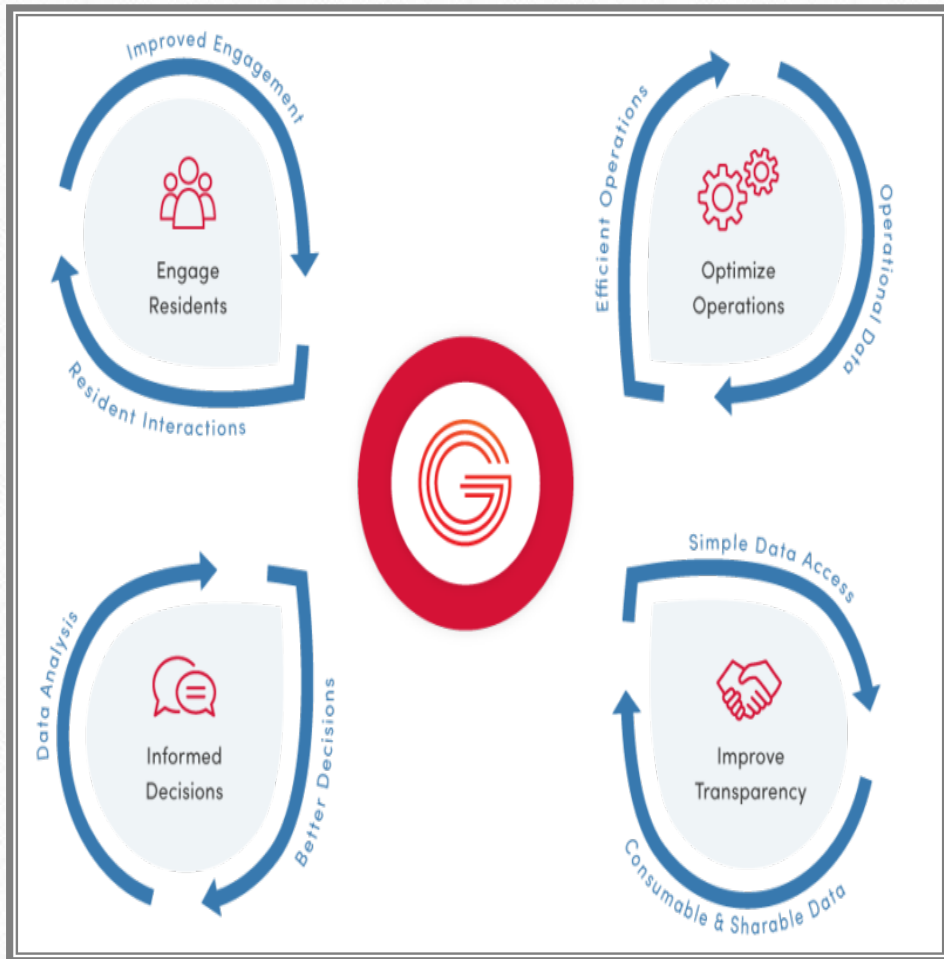 Improved Engagement
Engage
Residents
Resident Interactions
Efficient Operations
Optimize
Operations
Operational Data
G
Data Analysis
Informed
Decisions
Better Decisions
Simple Data Access
Improve
Transparency
Consumable & Sharable Data